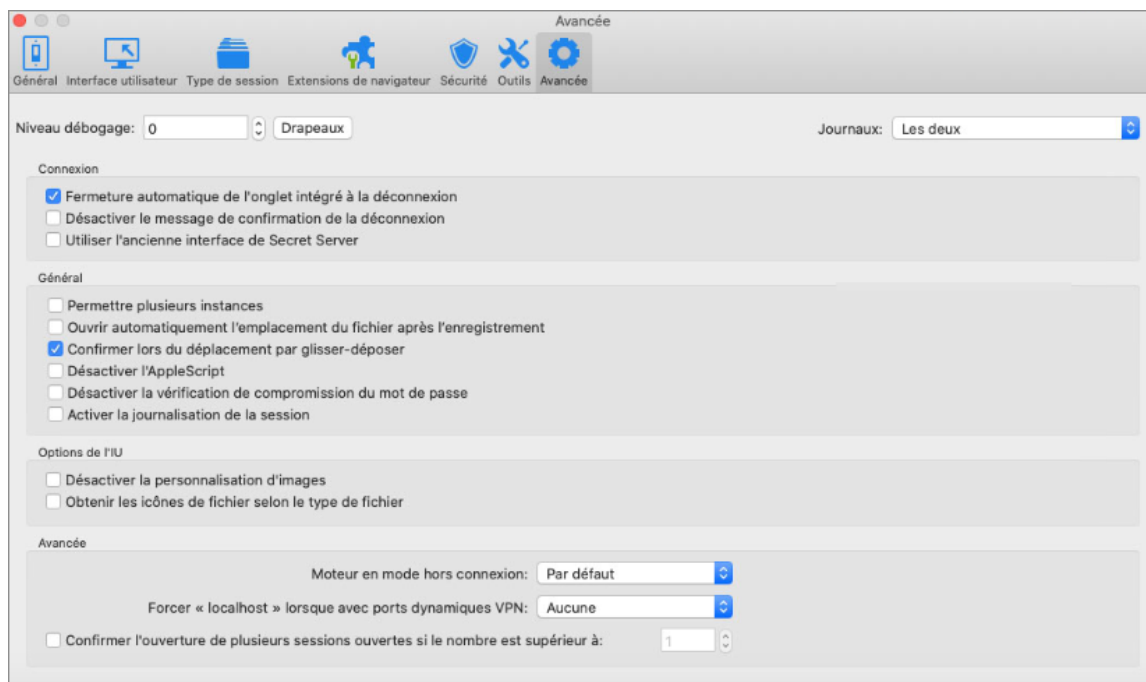 Avancée
Général Interface utilisateur Type de session Extensions de navigateur Sécurité Outils Avancée
Niveau débogage: 0 Drapeaux Journaux: Les deux
Connexion
Fermeture automatique de l'onglet intégré à la déconnexion
Désactiver le message de confirmation de la déconnexion
Utiliser l'ancienne interface de Secret Server
Général
Permettre plusieurs instances
Ouvrir automatiquement l'emplacement du fichier après l'enregistrement
Confirmer lors du déplacement par glisser-déposer
Désactiver l'AppleScript
Désactiver la vérification de compromission du mot de passe
Activer la journalisation de la session
Options de l'IU
Désactiver la personnalisation d'images
Obtenir les icônes de fichier selon le type de fichier
Avancée
Moteur en mode hors connexion: Par défaut
Forcer « localhost » lorsque avec ports dynamiques VPN: Aucune
Confirmer l'ouverture de plusieurs sessions ouvertes si le nombre est supérieur à: 1